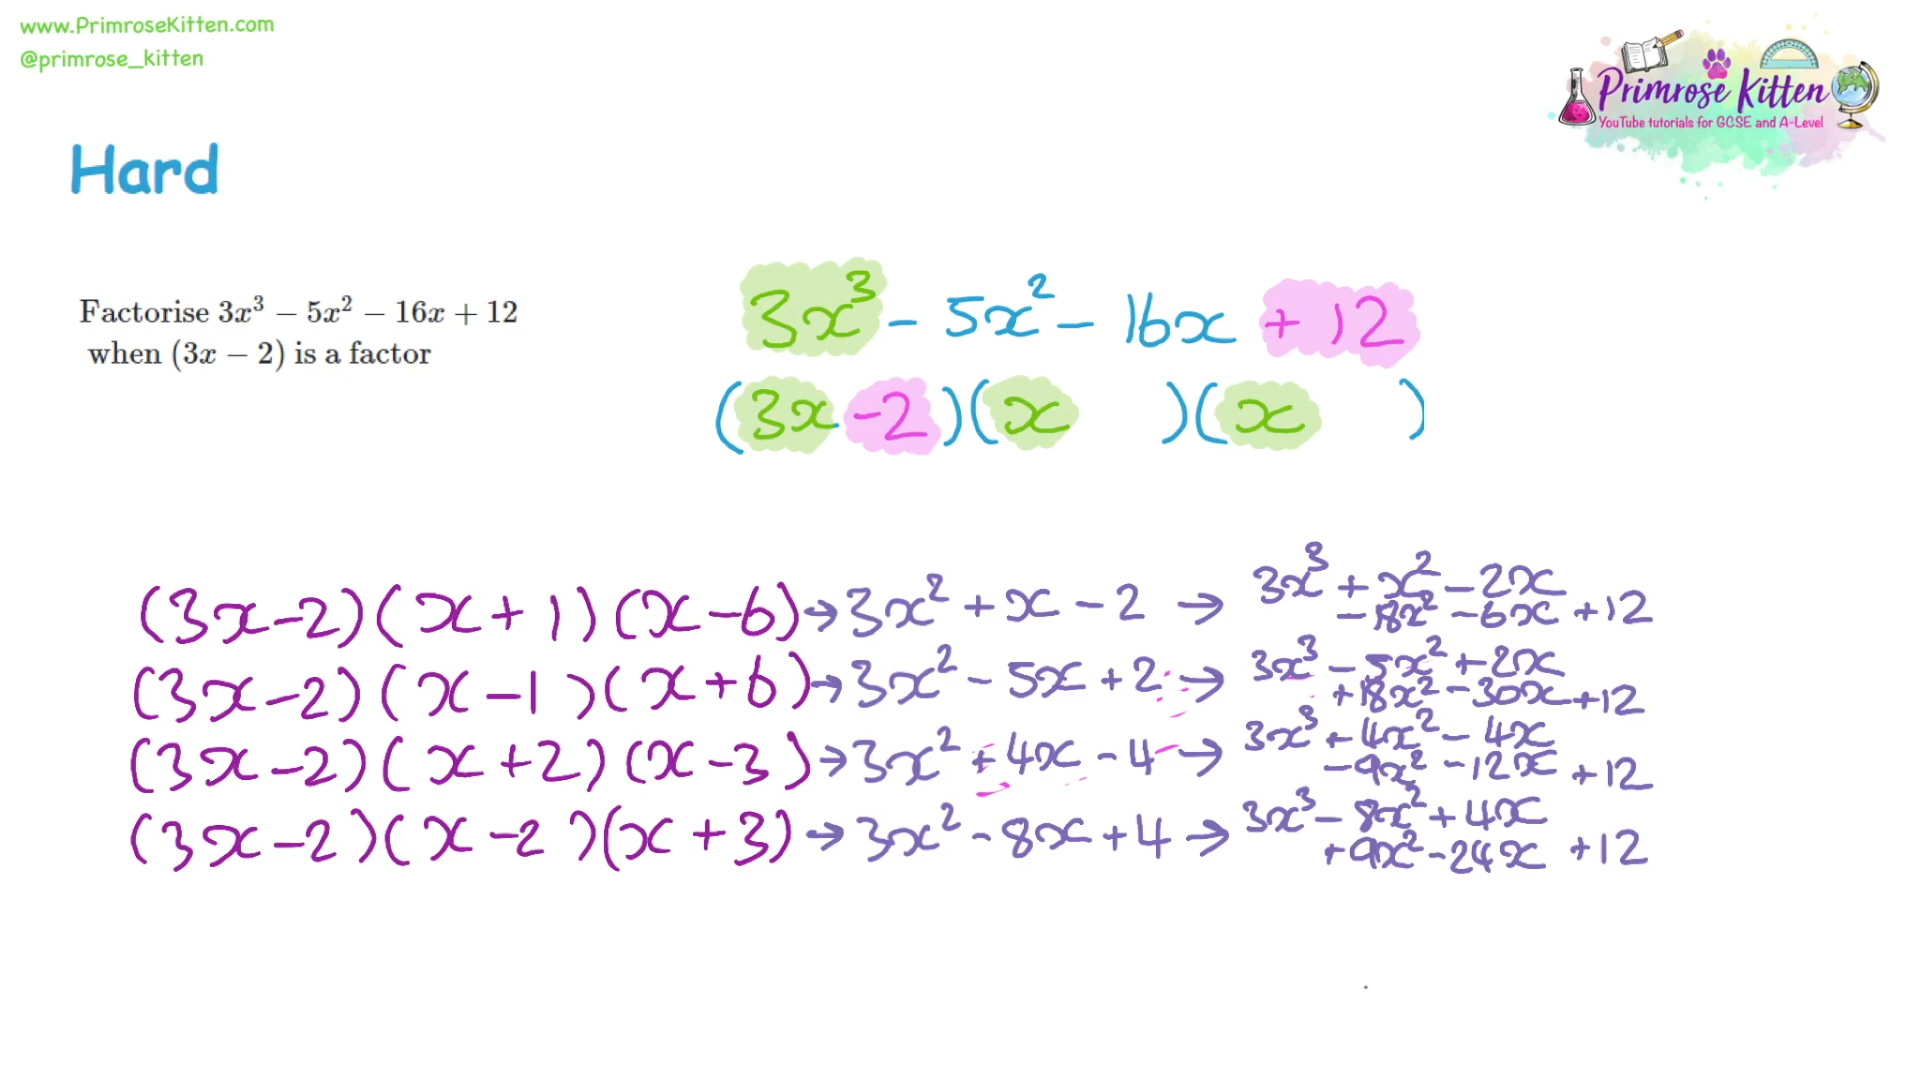 www.PrimroseKitten.com
@primrose_kitten
Primrose Kitten
YouTube tutorials for GCSE and A-Level
Hard
Factorise 3x³ − 5x² − 16x + 12
when (3x − 2) is a factor
3x³ - 5x² - 16x + 12
(3x -2)(x )(x )
(3x-2)(x+1)(x-6) → 3x² + x - 2 → 3x³ + x² - 2x
- 18x² - 6x + 12
(3x-2)(x-1)(x+6) → 3x² - 5x + 2 → 3x³ - 5x² + 2x
+ 18x² - 30x + 12
(3x-2)(x+2)(x-3) → 3x² + 4x - 4 → 3x³ + 4x² - 4x
- 9x² - 12x + 12
(3x-2)(x-2)(x+3) → 3x² - 8x + 4 → 3x³ - 8x² + 4x
+ 9x² - 24x + 12